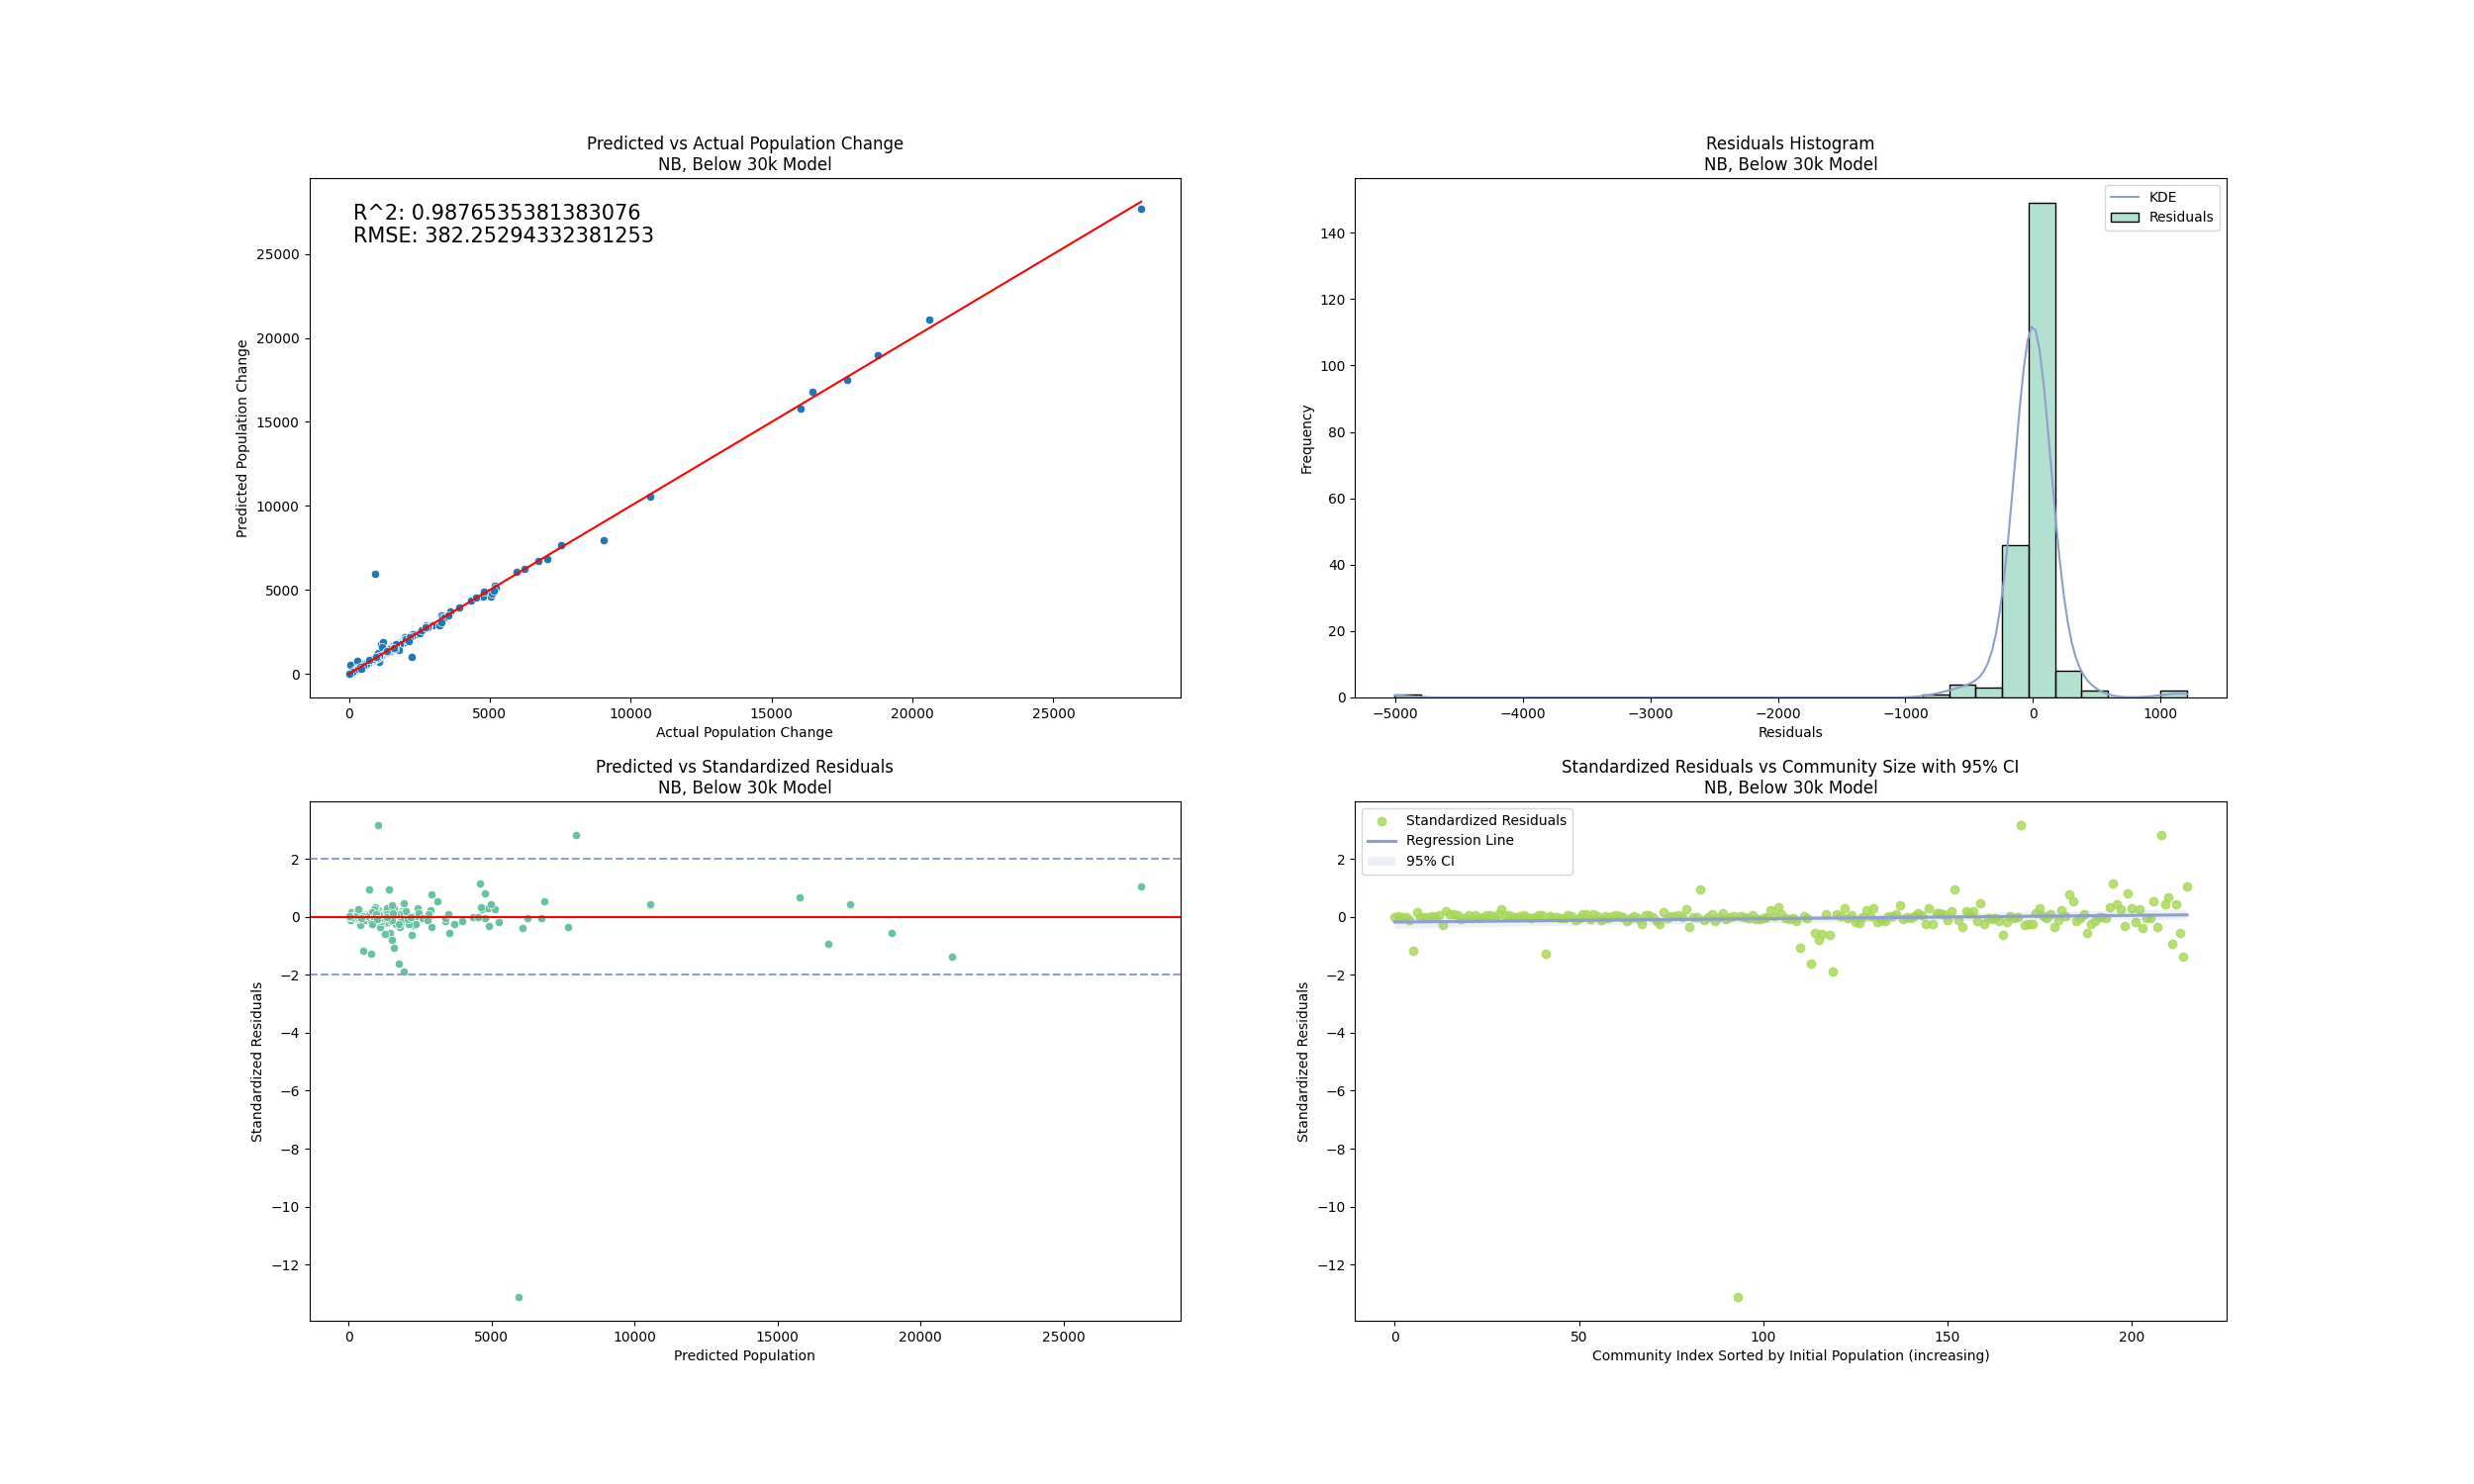 Predicted vs Actual Population Change
NB, Below 30k Model
R^2: 0.9876535381383076
RMSE: 382.25294332381253
25000
20000
15000
10000
5000
0
Predicted Population Change
0 5000 10000 15000 20000 25000
Actual Population Change
Residuals Histogram
NB, Below 30k Model
KDE
Residuals
140
120
100
80
60
40
20
0
Frequency
−5000 −4000 −3000 −2000 −1000 0 1000
Residuals
Predicted vs Standardized Residuals
NB, Below 30k Model
2
0
−2
−4
−6
−8
−10
−12
Standardized Residuals
0 5000 10000 15000 20000 25000
Predicted Population
Standardized Residuals vs Community Size with 95% CI
NB, Below 30k Model
Standardized Residuals
Regression Line
95% CI
2
0
−2
−4
−6
−8
−10
−12
Standardized Residuals
0 50 100 150 200
Community Index Sorted by Initial Population (increasing)